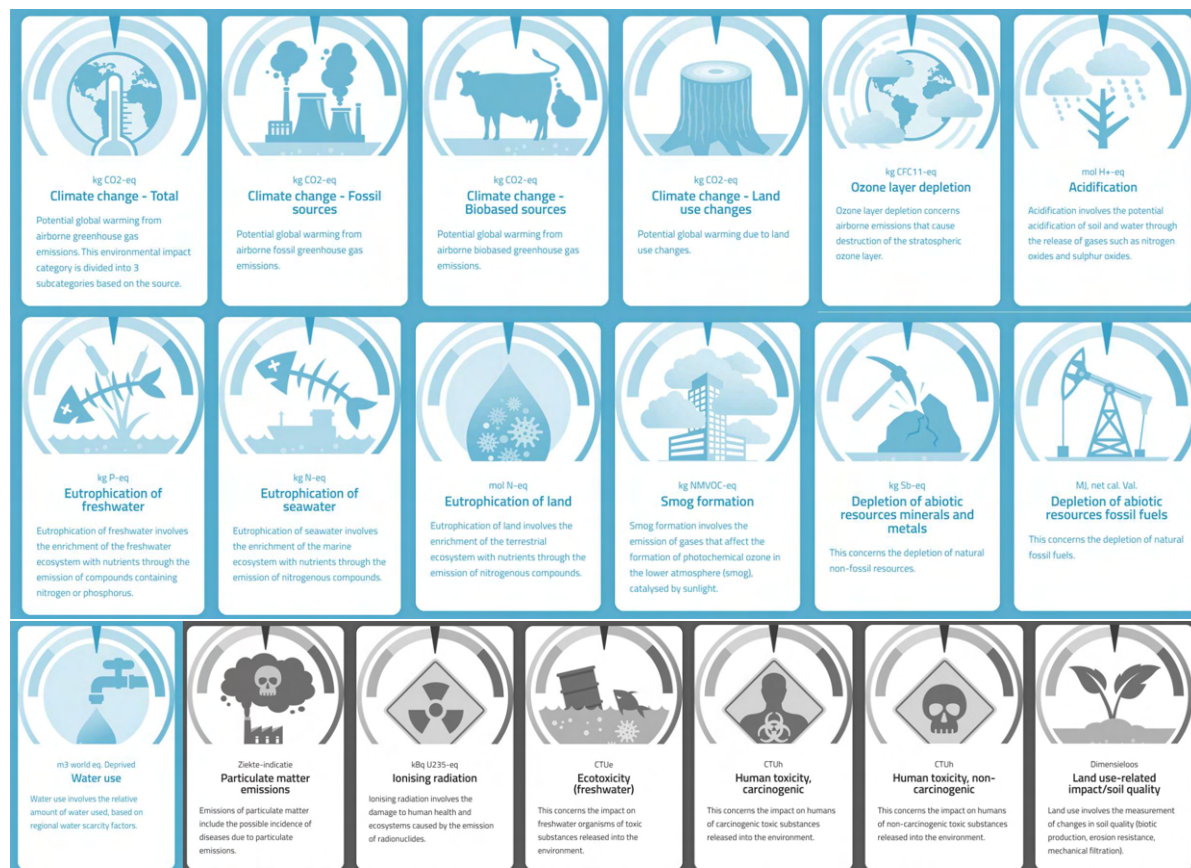 kg CO2-eq
Climate change - Total
Potential global warming from
airborne greenhouse gas
emissions. This environmental impact
category is divided into 3
subcategories based on the source.
kg CO2-eq
Climate change - Fossil
sources
Potential global warming from
airborne fossil greenhouse gas
emissions.
kg CO2-eq
Climate change -
Biobased sources
Potential global warming from
airborne biobased greenhouse gas
emissions.
kg CO2-eq
Climate change - Land
use changes
Potential global warming due to land
use changes.
kg CFC11-eq
Ozone layer depletion
Ozone layer depletion concerns
airborne emissions that cause
destruction of the stratospheric
ozone layer.
mol H+-eq
Acidification
Acidification involves the potential
acidification of soil and water through
the release of gases such as nitrogen
oxides and sulphur oxides.
kg P-eq
Eutrophication of
freshwater
Eutrophication of freshwater involves
the enrichment of the freshwater
ecosystem with nutrients through the
emission of compounds containing
nitrogen or phosphorus.
kg N-eq
Eutrophication of
seawater
Eutrophication of seawater involves
the enrichment of the marine
ecosystem with nutrients through the
emission of nitrogenous compounds.
mol N-eq
Eutrophication of land
Eutrophication of land involves the
enrichment of the terrestrial
ecosystem with nutrients through the
emission of nitrogenous compounds.
kg NMVOC-eq
Smog formation
Smog formation involves the
emission of gases that affect the
formation of photochemical ozone in
the lower atmosphere (smog),
catalysed by sunlight.
kg Sb-eq
Depletion of abiotic
resources minerals and
metals
This concerns the depletion of natural
non-fossil resources.
MJ, net cal. Val.
Depletion of abiotic
resources fossil fuels
This concerns the depletion of natural
fossil fuels.
m3 world eq. Deprived
Water use
Water use involves the relative
amount of water used, based on
regional water scarcity factors.
Ziekte-indicatie
Particulate matter
emissions
Emissions of particulate matter
include the possible incidence of
diseases due to particulate
emissions.
kBq U235-eq
Ionising radiation
Ionising radiation involves the
damage to human health and
ecosystems caused by the emission
of radionuclides.
CTUe
Ecotoxicity
(freshwater)
This concerns the impact on
freshwater organisms of toxic
substances released into the
environment.
CTUh
Human toxicity,
carcinogenic
This concerns the impact on humans
of carcinogenic toxic substances
released into the environment.
CTUh
Human toxicity, non-
carcinogenic
This concerns the impact on humans
of non-carcinogenic toxic substances
released into the environment.
Dimensieloos
Land use-related
impact/soil quality
Land use involves the measurement
of changes in soil quality (biotic
production, erosion resistance,
mechanical filtration).